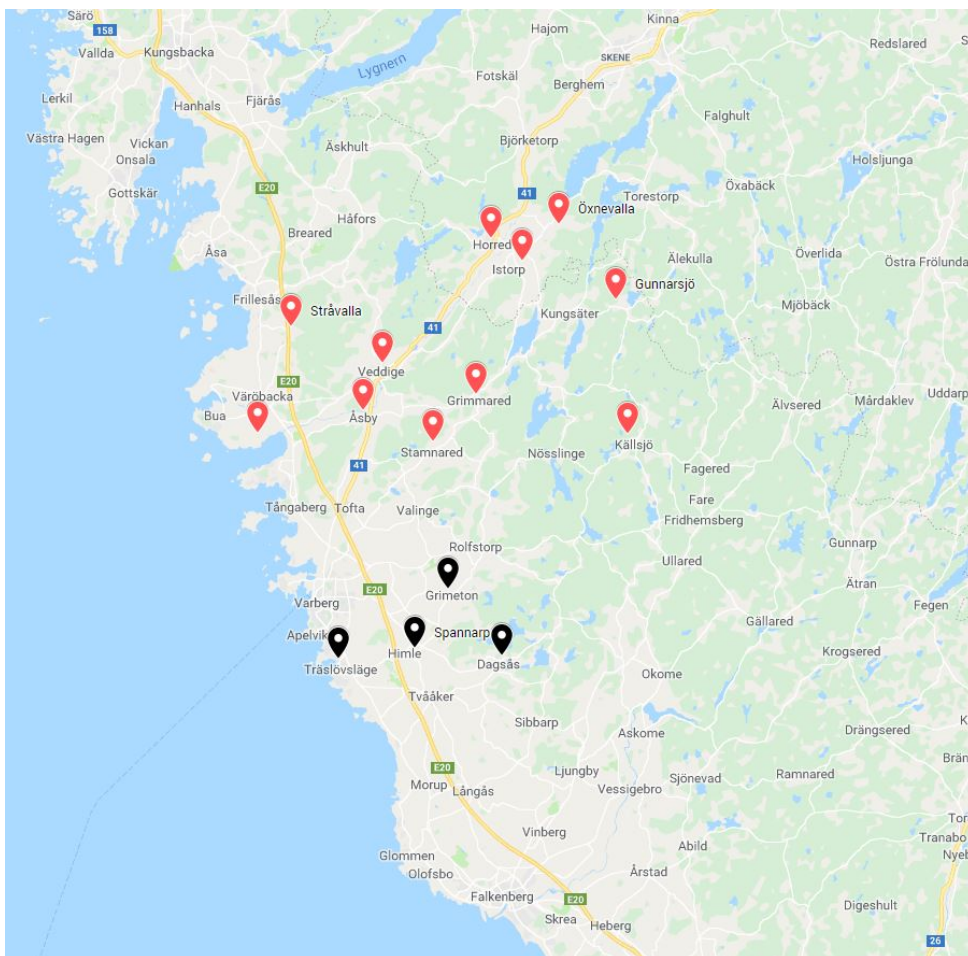 Särö
158
Vallda
Kungsbacka
Hajom
Kinna
Redslared
SKENE
Lygnern
Fotskäl
Berghem
Lerkil
Hanhals
Fjärås
Falghult
Västra Hagen
Vickan
Onsala
Äskhult
Björketorp
Holsljunga
Gottskär
E20
41
Torestorp
Öxabäck
Öxnevalla
Håfors
Breared
Horred
Åsa
Istorp
Älekulla
Överlida
Östra Frölunda
Frillesås
Gunnarsjö
Stråvalla
Kungsäter
Mjöbäck
41
Veddige
E20
Väröbacka
Grimmared
Älvsered
Mårdaklev
Uddarp
Bua
Åsby
Stamnared
Källsjö
Nösslinge
41
Fagered
Tångaberg
Tofta
Valinge
Fare
Fridhemsberg
Gunnarp
Rolfstorp
Ullared
E20
Grimeton
Ätran
Varberg
Fegen
Apelvik
Spannarp
Gällared
Himle
Dagsås
Krogsered
Träslövsläge
Okome
Tvååker
Sibbarp
Askome
Drängsered
E20
Ljungby
Sjönevad
Ramnared
Morup
Långås
Vessigebro
Vinberg
Abild
Glommen
Olofsbo
Årstad
Falkenberg
E20
Digeshult
Skrea
Heberg
26